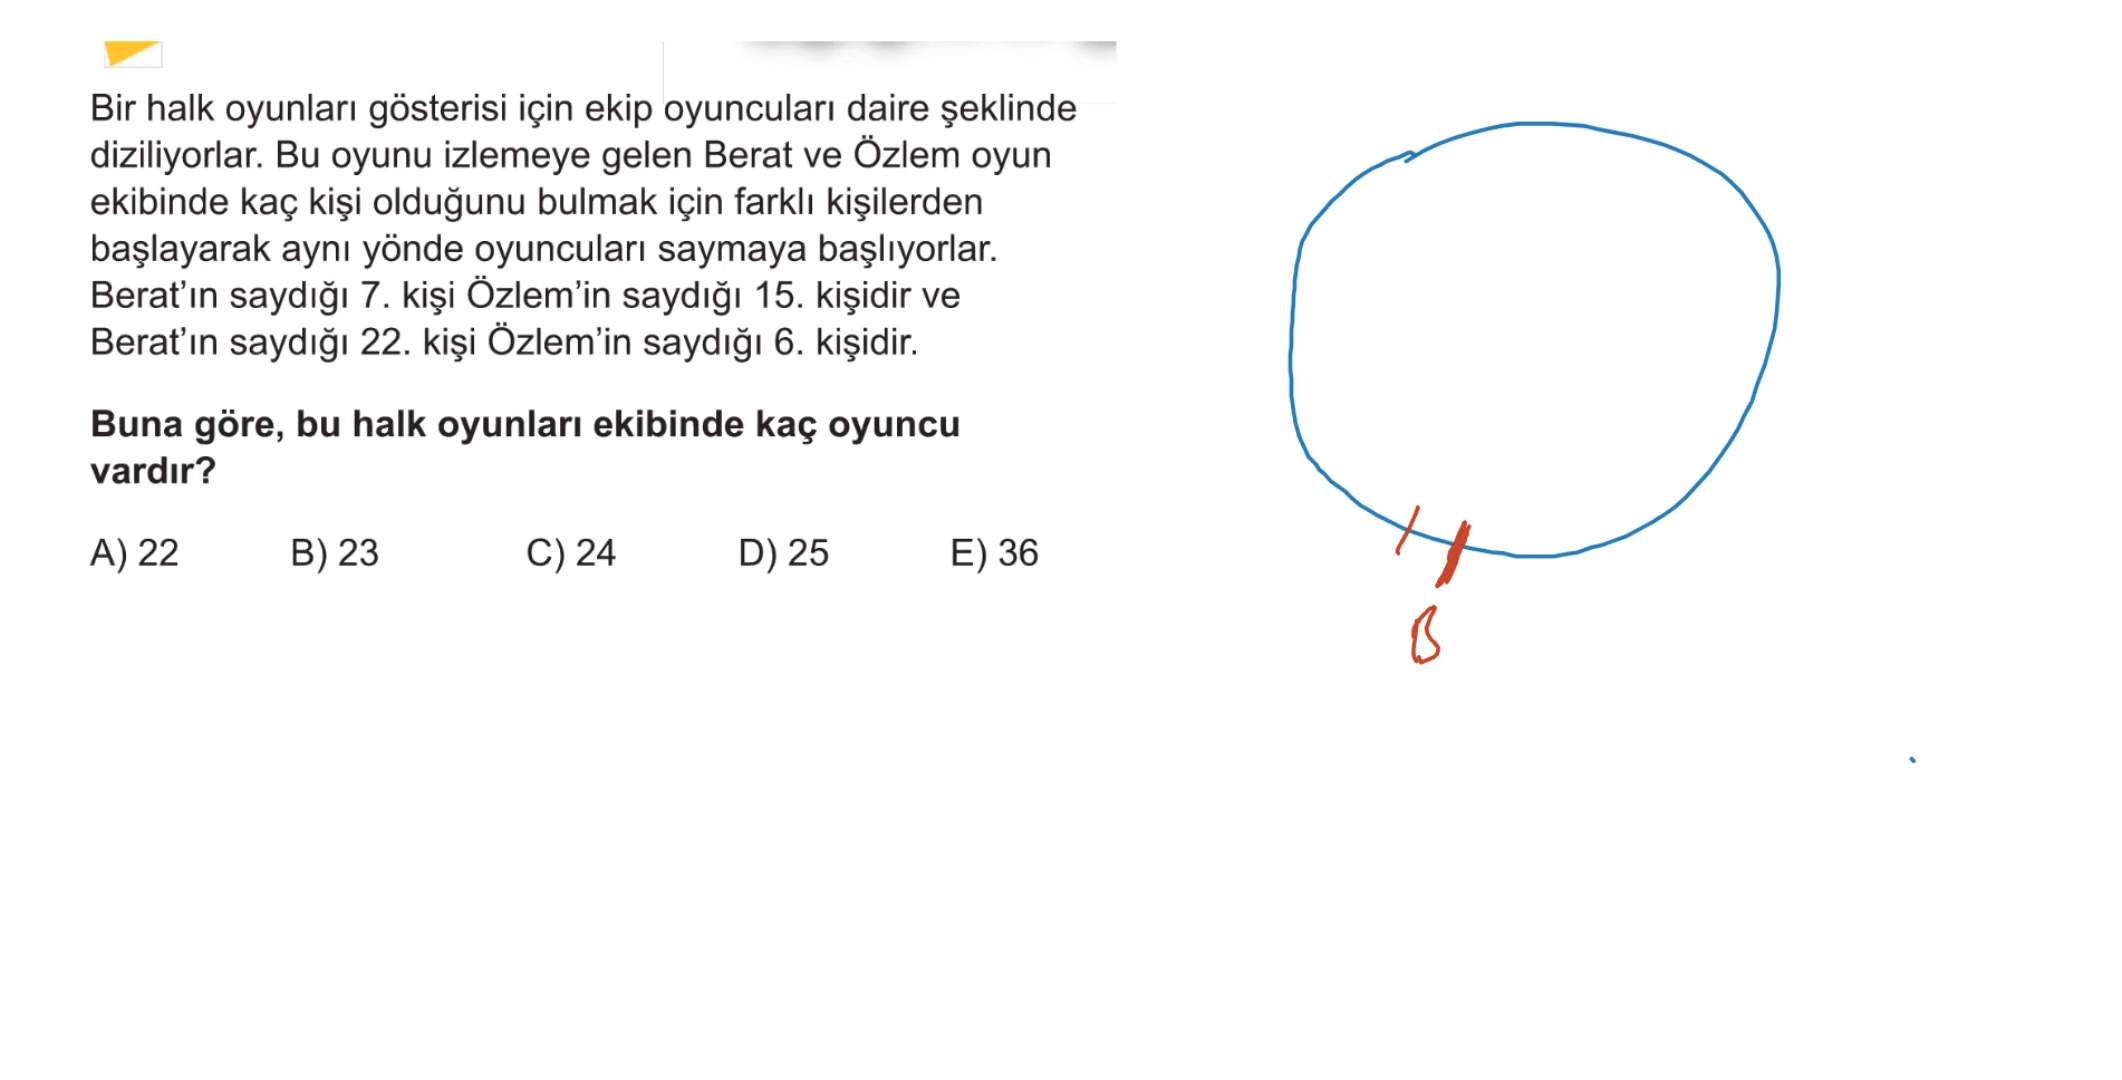 Bir halk oyunları gösterisi için ekip oyuncuları daire şeklinde
diziliyorlar. Bu oyunu izlemeye gelen Berat ve Özlem oyun
ekibinde kaç kişi olduğunu bulmak için farklı kişilerden
başlayarak aynı yönde oyuncuları saymaya başlıyorlar.
Berat’ın saydığı 7. kişi Özlem’in saydığı 15. kişidir ve
Berat’ın saydığı 22. kişi Özlem’in saydığı 6. kişidir.
Buna göre, bu halk oyunları ekibinde kaç oyuncu
vardır?
A) 22 B) 23 C) 24 D) 25 E) 36
B